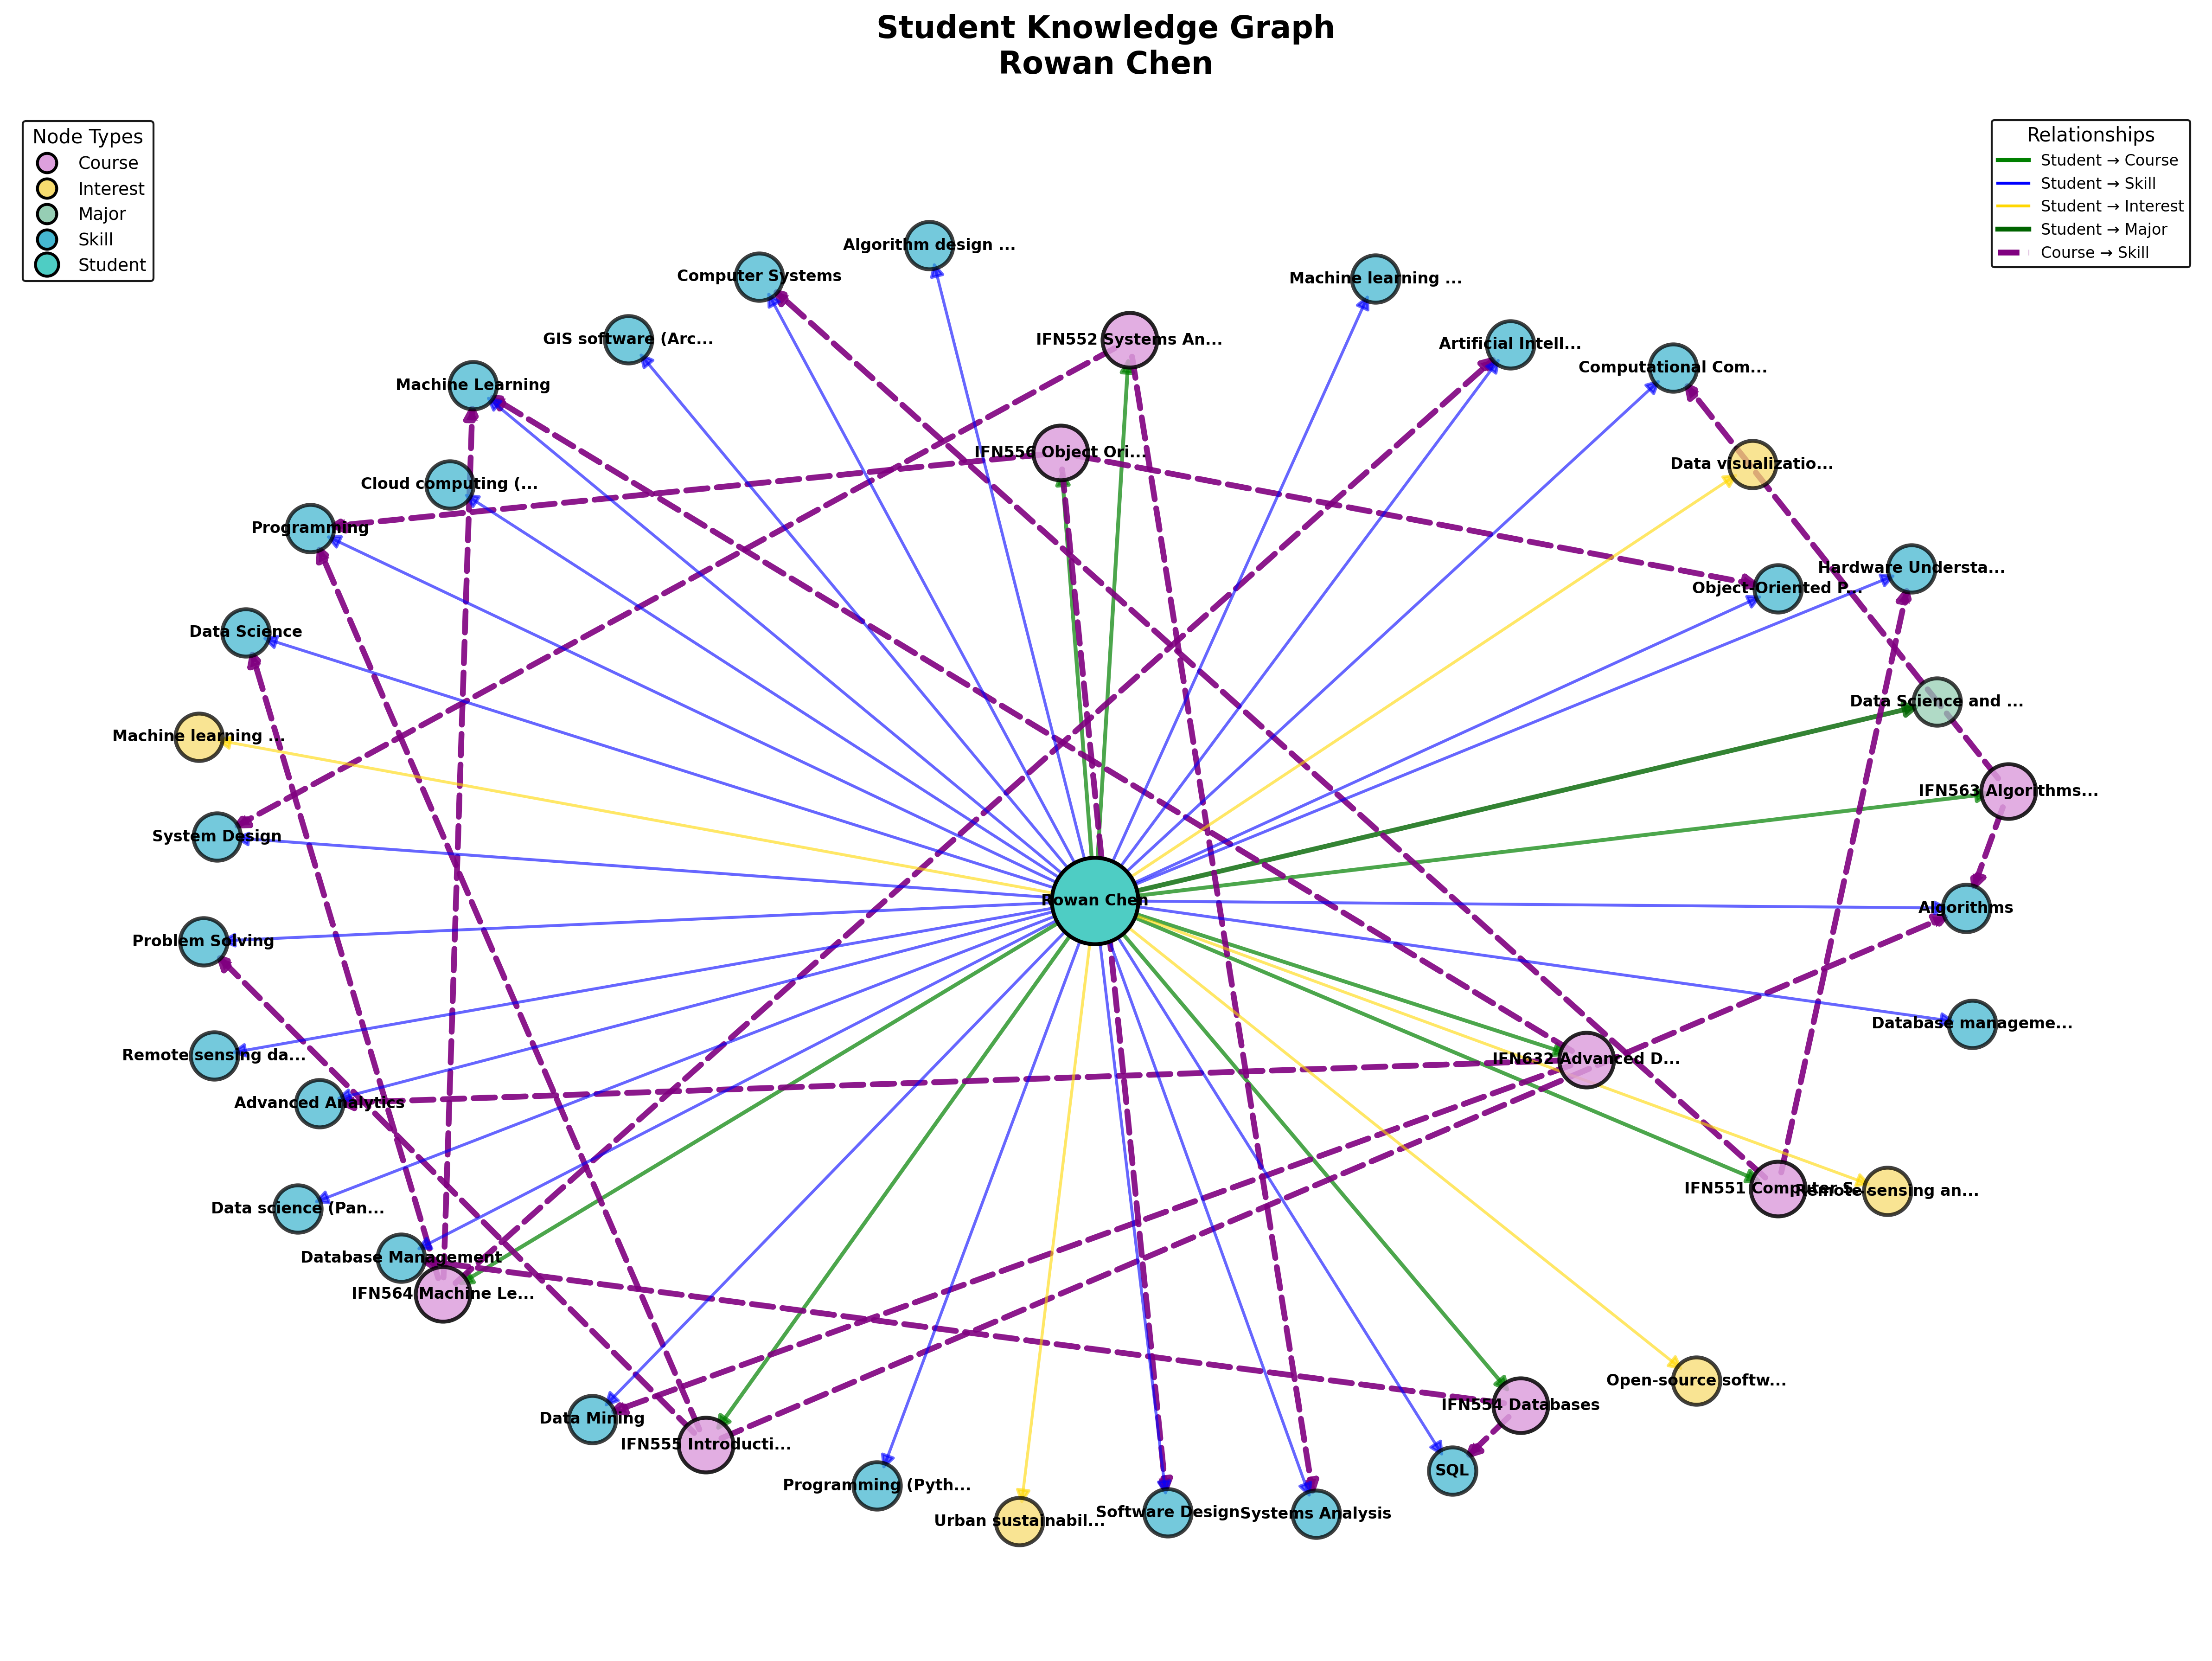 Student Knowledge Graph
Rowan Chen
Node Types
Course
Interest
Major
Skill
Student
Relationships
Student → Course
Student → Skill
Student → Interest
Student → Major
Course → Skill
Algorithm design ...
Computer Systems
Machine learning ...
GIS software (Arc...
IFN552 Systems An...
Artificial Intell...
Computational Com...
Machine Learning
IFN556 Object Ori...
Data visualizatio...
Cloud computing (...
Programming
Hardware Understa...
Object-Oriented P...
Data Science
Data Science and ...
Machine learning ...
IFN563 Algorithms...
System Design
Rowan Chen
Algorithms
Problem Solving
Database manageme...
Remote sensing da...
IFN632 Advanced D...
Advanced Analytics
IFN551 Computer S...
Remote sensing an...
Data science (Pan...
Database Management
IFN564 Machine Le...
Open-source softw...
IFN554 Databases
Data Mining
IFN555 Introducti...
SQL
Programming (Pyth...
Urban sustainabil...
Software Design
Systems Analysis